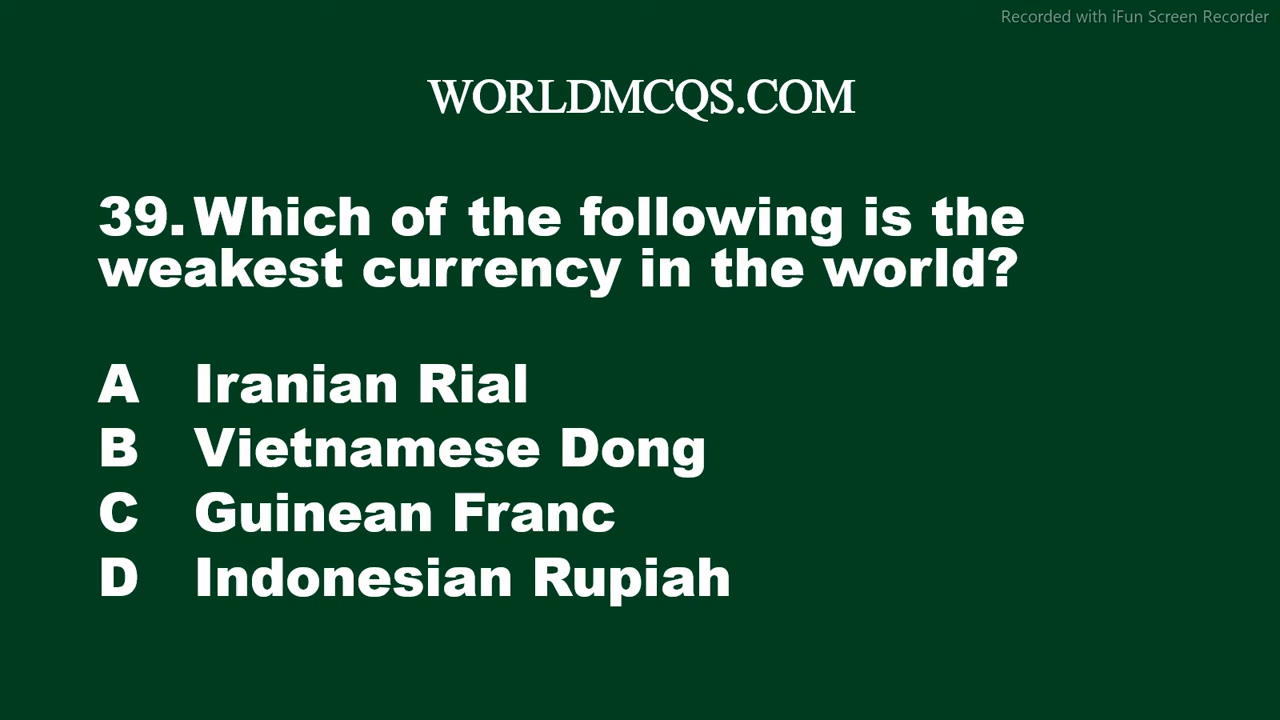 Recorded with iFun Screen Recorder
WORLDMCQS.COM
39. Which of the following is the
weakest currency in the world?
A Iranian Rial
B Vietnamese Dong
C Guinean Franc
D Indonesian Rupiah